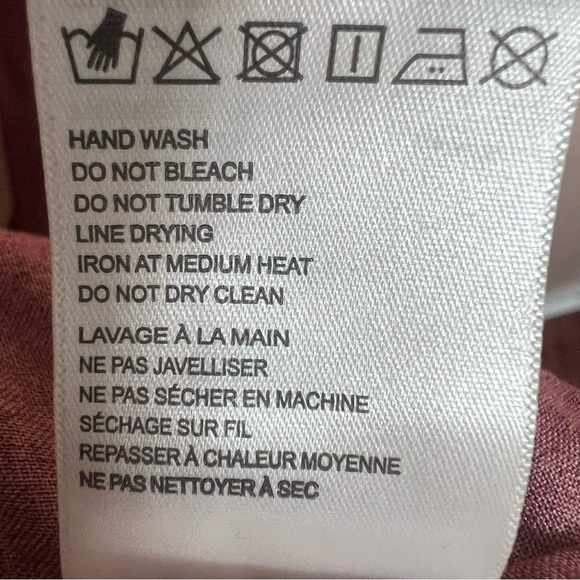 HAND WASH
DO NOT BLEACH
DO NOT TUMBLE DRY
LINE DRYING
IRON AT MEDIUM HEAT
DO NOT DRY CLEAN
LAVAGE À LA MAIN
NE PAS JAVELLISER
NE PAS SÉCHER EN MACHINE
SÉCHAGE SUR FIL
REPASSER À CHALEUR MOYENNE
NE PAS NETTOYER À SEC